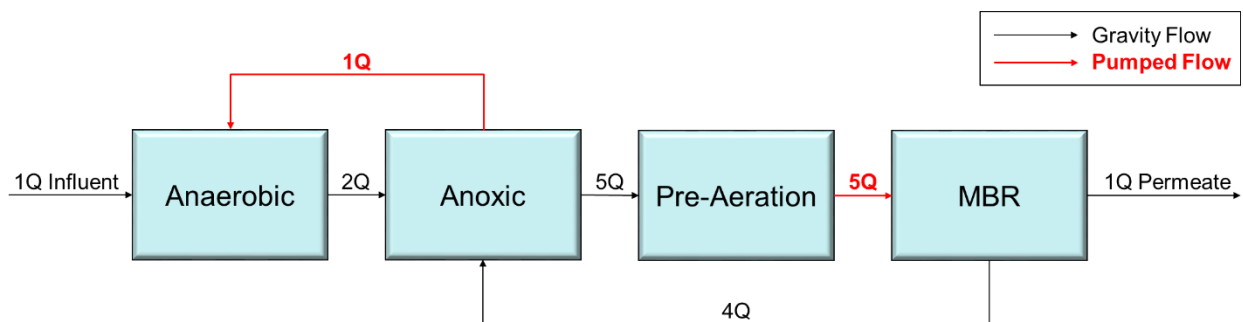 Gravity Flow
Pumped Flow
1Q
1Q Influent
Anaerobic
2Q
Anoxic
5Q
Pre-Aeration
5Q
MBR
1Q Permeate
4Q